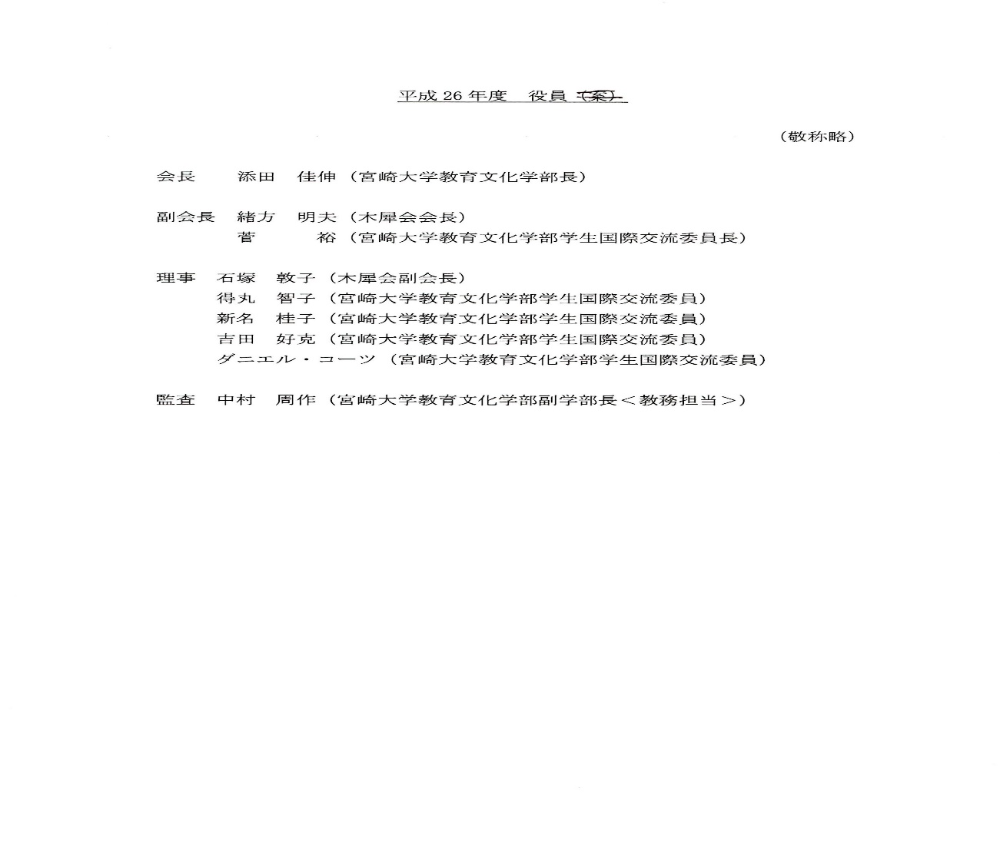 平成26年度　役員（案）
（敬称略）
会長　　添田　佳伸（宮崎大学教育文化学部長）
副会長　緒方　明夫（木犀会会長）
菅　　　裕（宮崎大学教育文化学部学生国際交流委員長）
理事　石塚　敦子（木犀会副会長）
得丸　智子（宮崎大学教育文化学部学生国際交流委員）
新名　桂子（宮崎大学教育文化学部学生国際交流委員）
吉田　好克（宮崎大学教育文化学部学生国際交流委員）
ダニエル・コーツ（宮崎大学教育文化学部学生国際交流委員）
監査　中村　周作（宮崎大学教育文化学部副学部長＜教務担当＞）